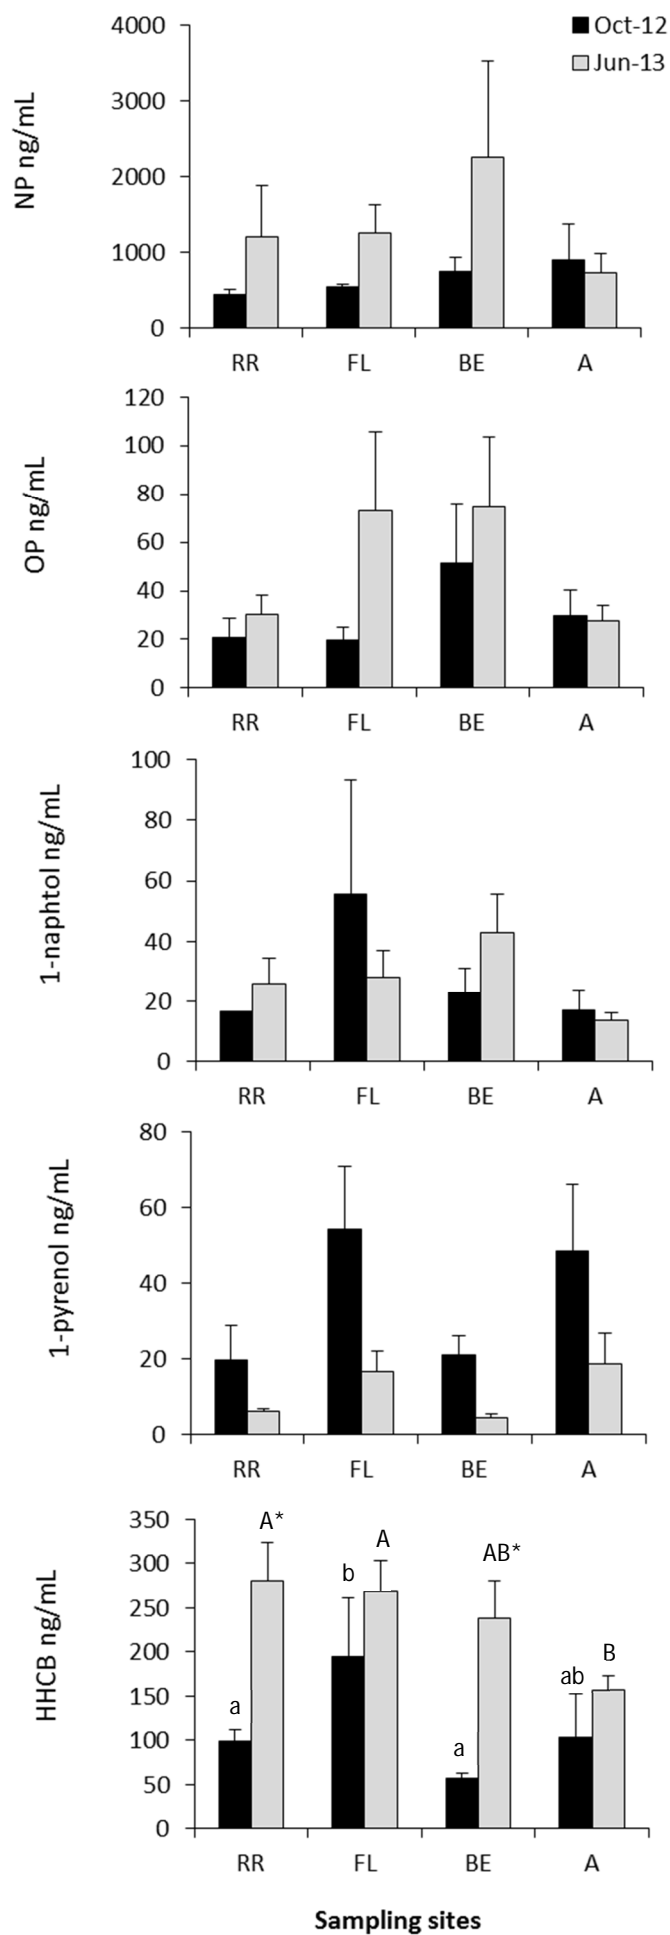 4000
Oct-12
Jun-13
3000
2000
1000
0
NP ng/mL
RR FL BE A
120
100
80
60
40
20
0
OP ng/mL
RR FL BE A
100
80
60
40
20
0
1-naphtol ng/mL
RR FL BE A
80
60
40
20
0
1-pyrenol ng/mL
RR FL BE A
350
300
250
200
150
100
50
0
HHCB ng/mL
a A* b A a AB* ab B
RR FL BE A
Sampling sites